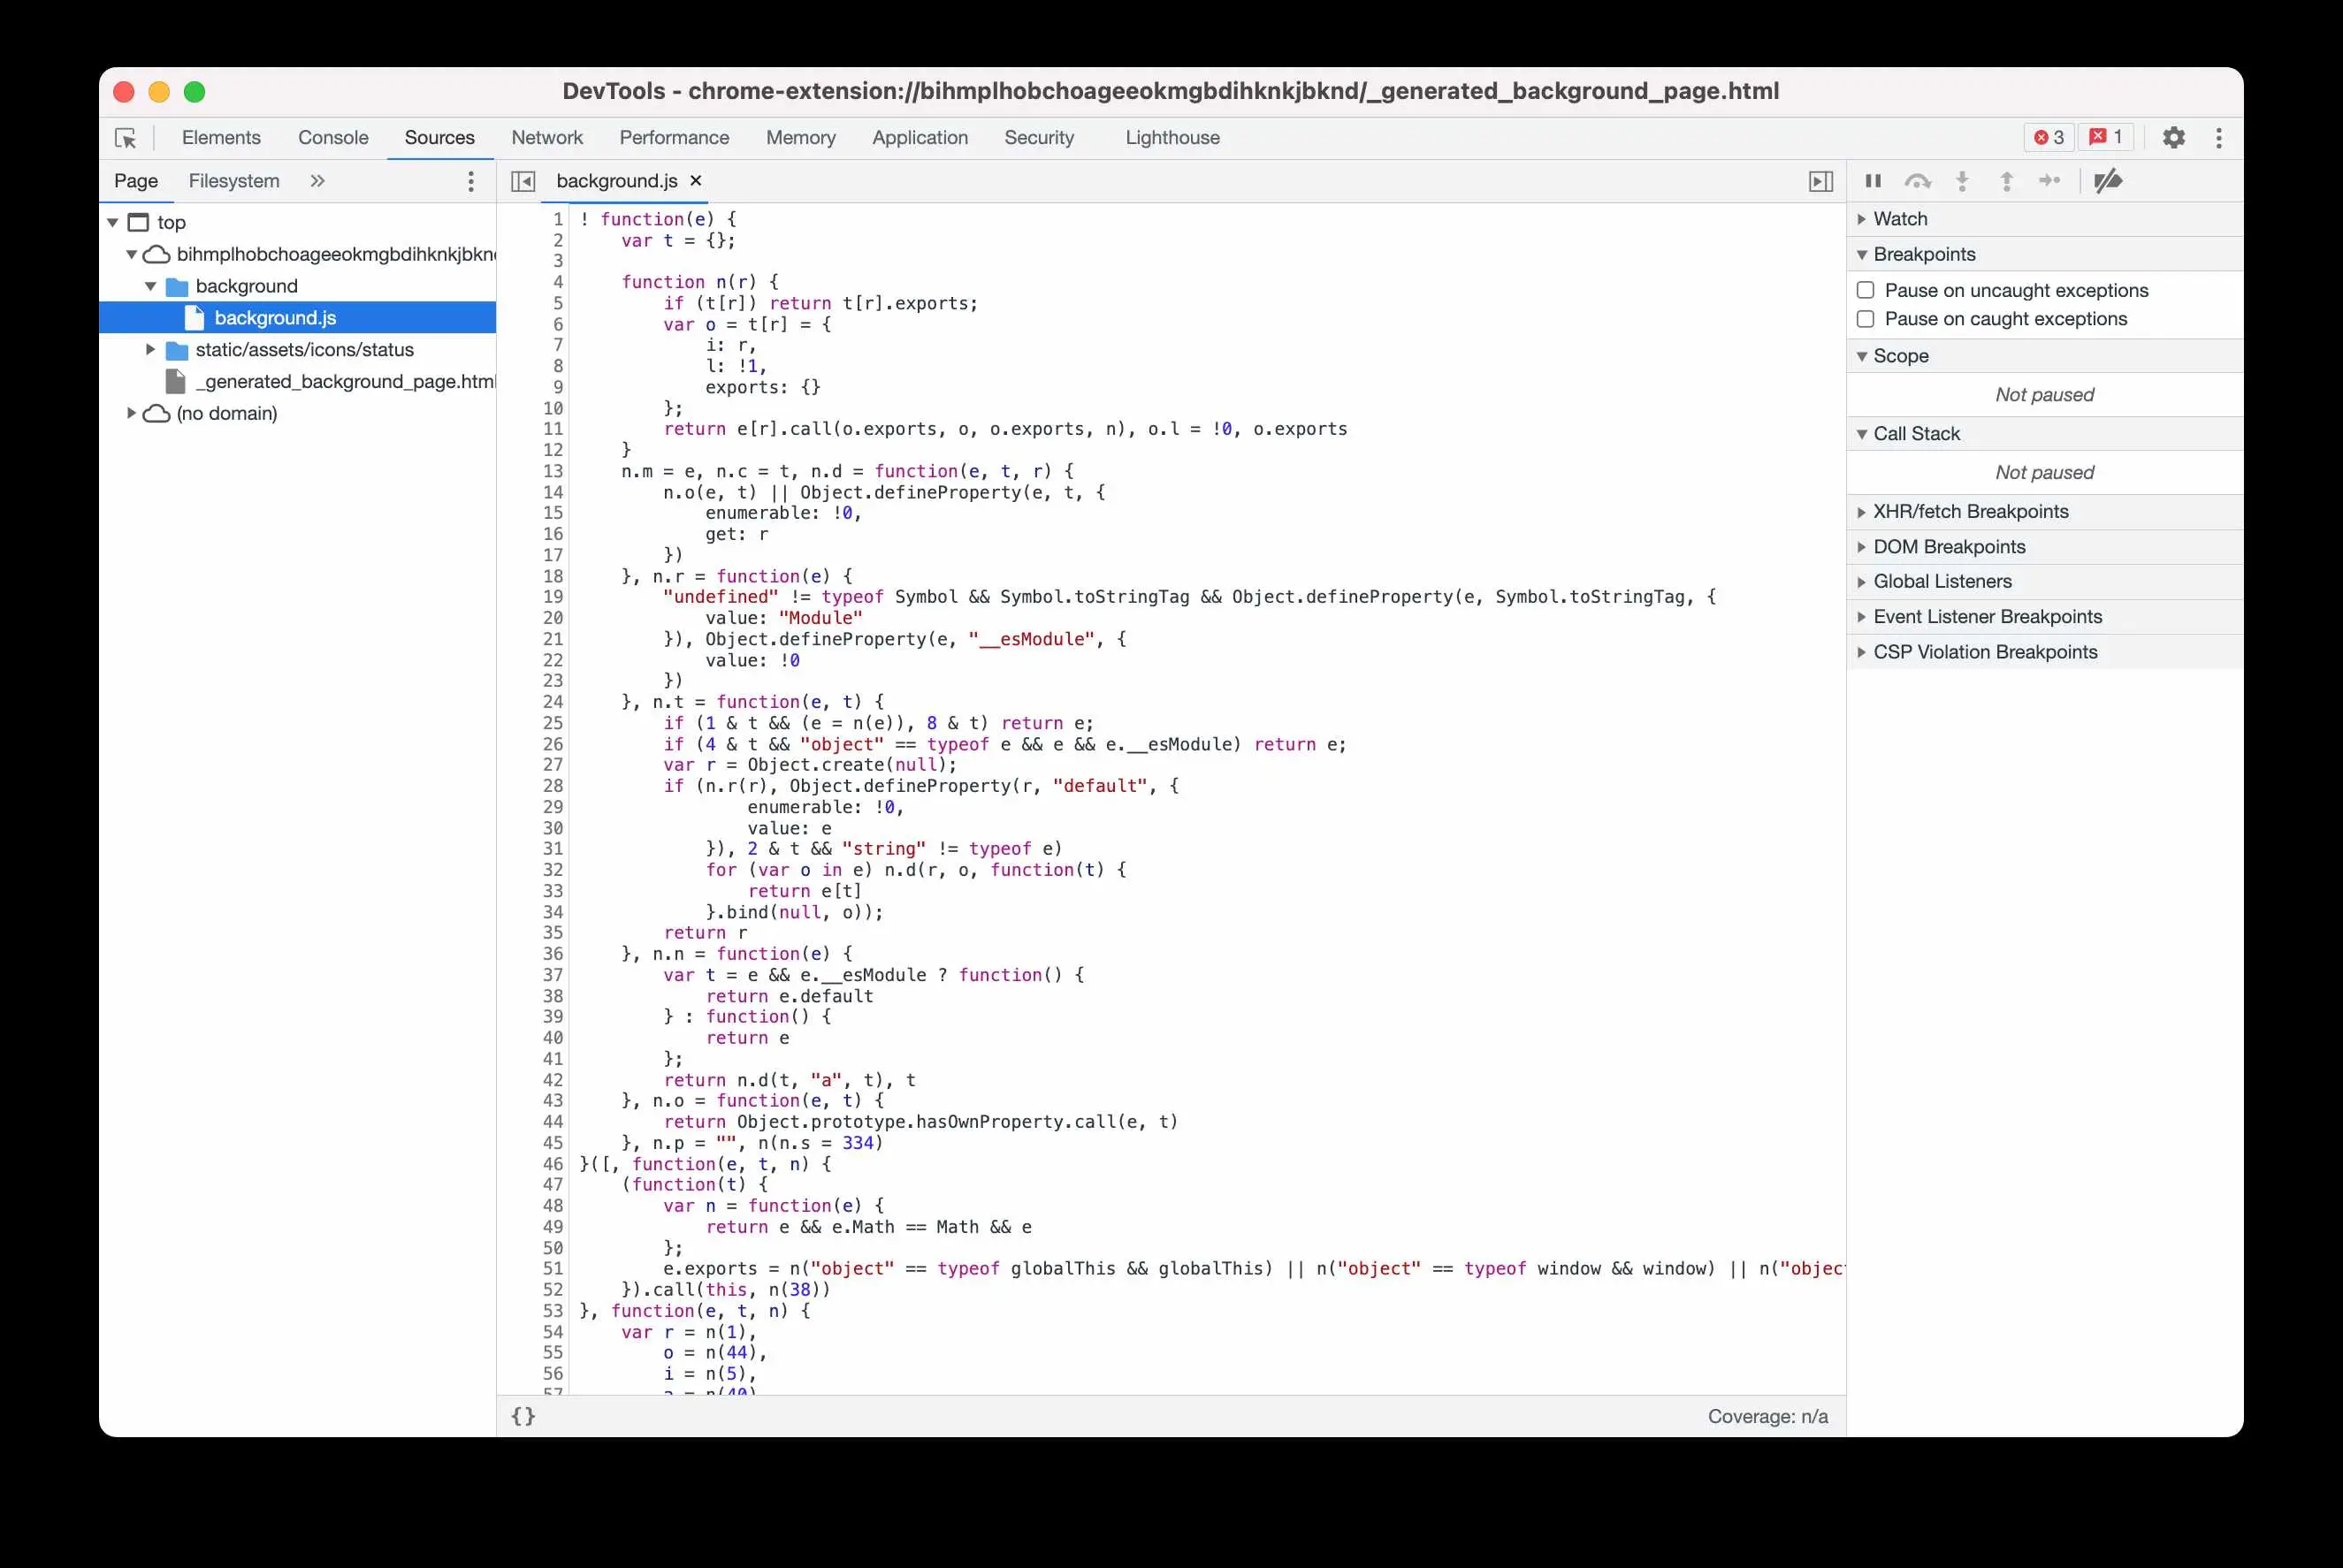 DevTools - chrome-extension://bihmplhobchoageeokmgbdihknkjbknd/_generated_background_page.html
Elements Console Sources Network Performance Memory Application Security Lighthouse 3 1
Page Filesystem »
top
bihmplhobchoageeokmgbdihknkjbkn
background
background.js
static/assets/icons/status
_generated_background_page.html
(no domain)
background.js ×
1 ! function(e) {
2 var t = {};
3
4 function n(r) {
5 if (t[r]) return t[r].exports;
6 var o = t[r] = {
7 i: r,
8 l: !1,
9 exports: {}
10 };
11 return e[r].call(o.exports, o, o.exports, n), o.l = !0, o.exports
12 }
13 n.m = e, n.c = t, n.d = function(e, t, r) {
14 n.o(e, t) || Object.defineProperty(e, t, {
15 enumerable: !0,
16 get: r
17 })
18 }, n.r = function(e) {
19 "undefined" != typeof Symbol && Symbol.toStringTag && Object.defineProperty(e, Symbol.toStringTag, {
20 value: "Module"
21 }), Object.defineProperty(e, "__esModule", {
22 value: !0
23 })
24 }, n.t = function(e, t) {
25 if (1 & t && (e = n(e)), 8 & t) return e;
26 if (4 & t && "object" == typeof e && e && e.__esModule) return e;
27 var r = Object.create(null);
28 if (n.r(r), Object.defineProperty(r, "default", {
29 enumerable: !0,
30 value: e
31 }), 2 & t && "string" != typeof e)
32 for (var o in e) n.d(r, o, function(t) {
33 return e[t]
34 }.bind(null, o));
35 return r
36 }, n.n = function(e) {
37 var t = e && e.__esModule ? function() {
38 return e.default
39 } : function() {
40 return e
41 };
42 return n.d(t, "a", t), t
43 }, n.o = function(e, t) {
44 return Object.prototype.hasOwnProperty.call(e, t)
45 }, n.p = "", n(n.s = 334)
46 }([, function(e, t, n) {
47 (function(t) {
48 var n = function(e) {
49 return e && e.Math == Math && e
50 };
51 e.exports = n("object" == typeof globalThis && globalThis) || n("object" == typeof window && window) || n("objec
52 }).call(this, n(38))
53 }, function(e, t, n) {
54 var r = n(1),
55 o = n(44),
56 i = n(5),
57 a = n(40)
{} Coverage: n/a
Watch
Breakpoints
Pause on uncaught exceptions
Pause on caught exceptions
Scope
Not paused
Call Stack
Not paused
XHR/fetch Breakpoints
DOM Breakpoints
Global Listeners
Event Listener Breakpoints
CSP Violation Breakpoints